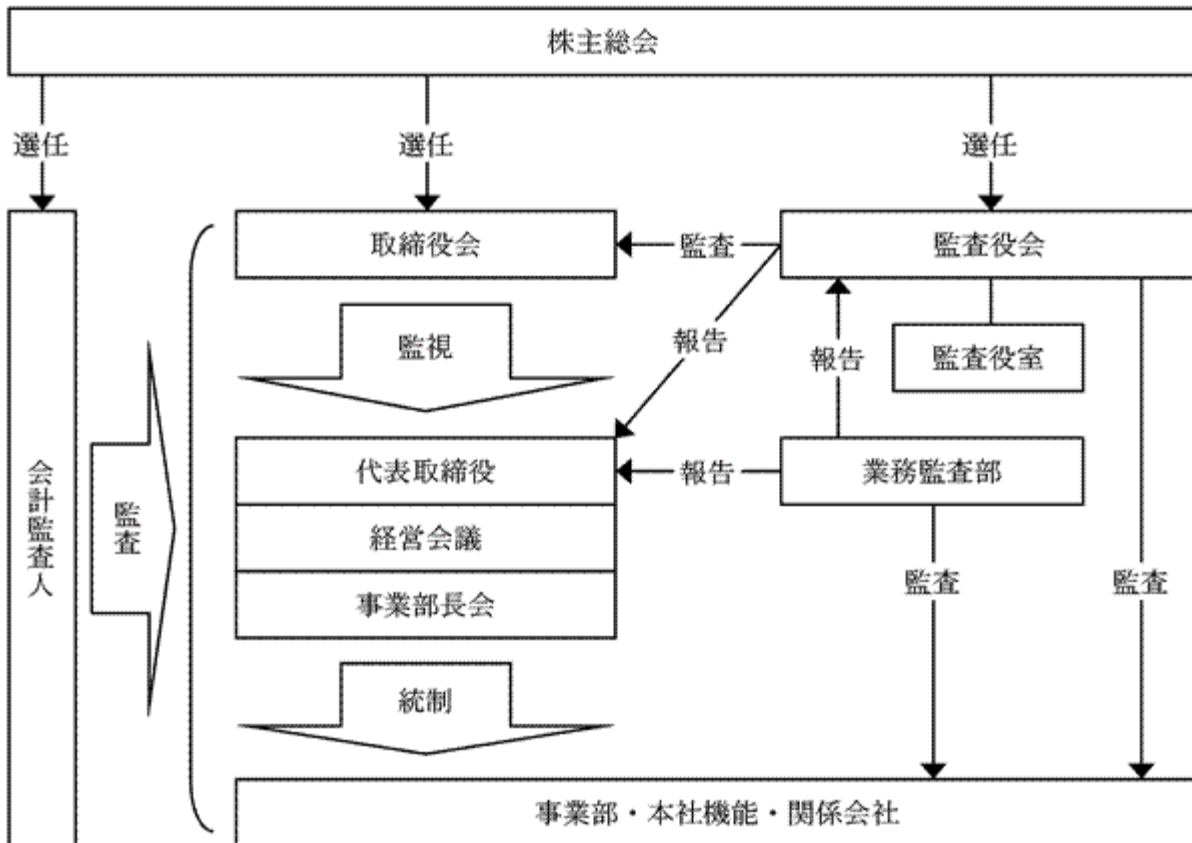 株主総会
選任
選任
選任
取締役会
監査
監査役会
監視
報告
報告
監査役室
会計監査人
監査
代表取締役
報告
業務監査部
経営会議
事業部長会
監査
監査
統制
事業部・本社機能・関係会社